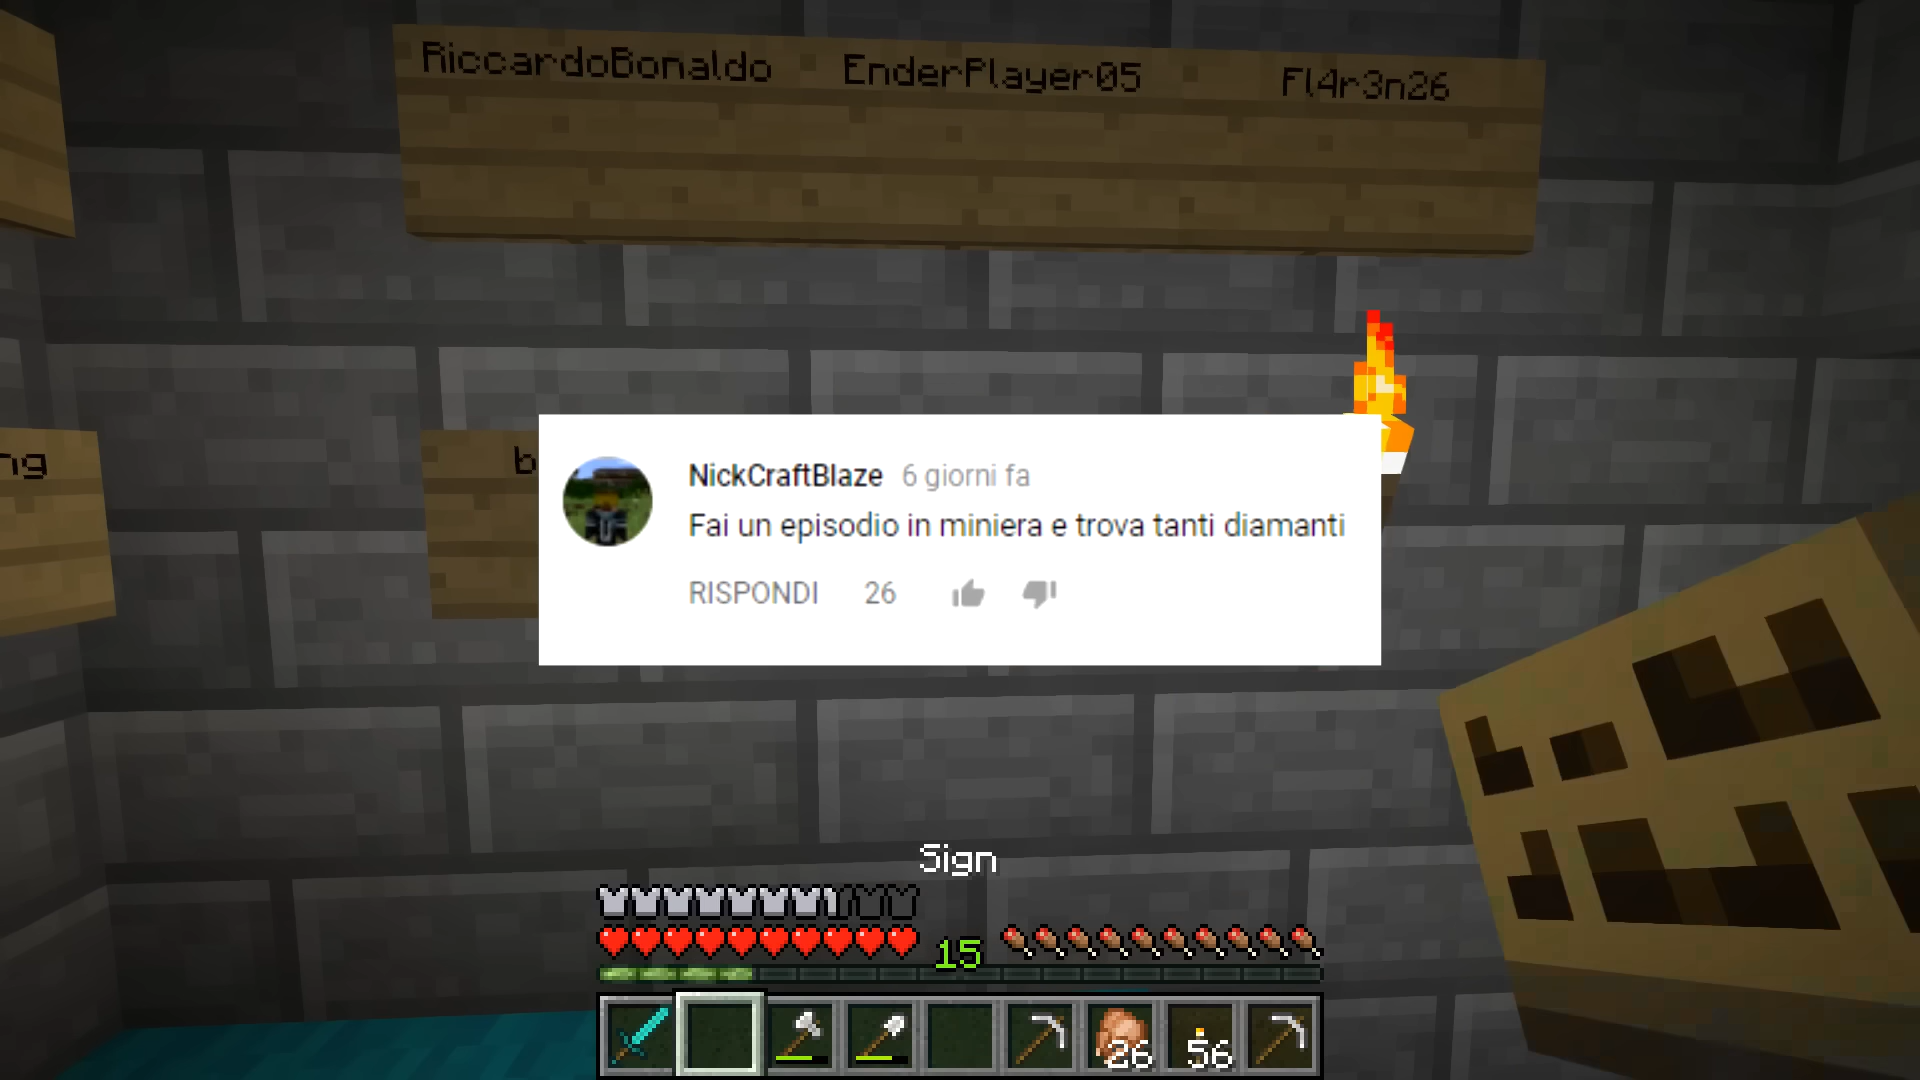 RiccardoBonaldo EnderPlayer05 Fl4r3n26
ng
b
NickCraftBlaze 6 giorni fa
Fai un episodio in miniera e trova tanti diamanti
RISPONDI 26
Sign
15
26 56